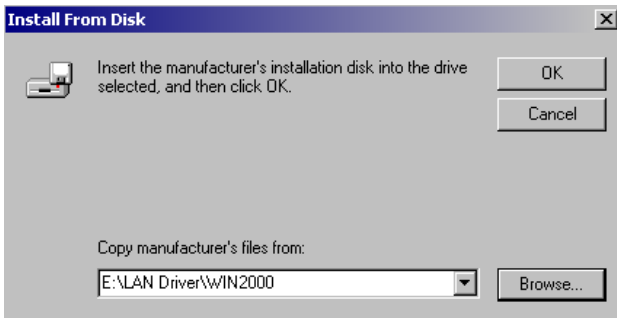 Install From Disk
Insert the manufacturer's installation disk into the drive
selected, and then click OK.
OK
Cancel
Copy manufacturer's files from:
E:\LAN Driver\WIN2000
Browse...